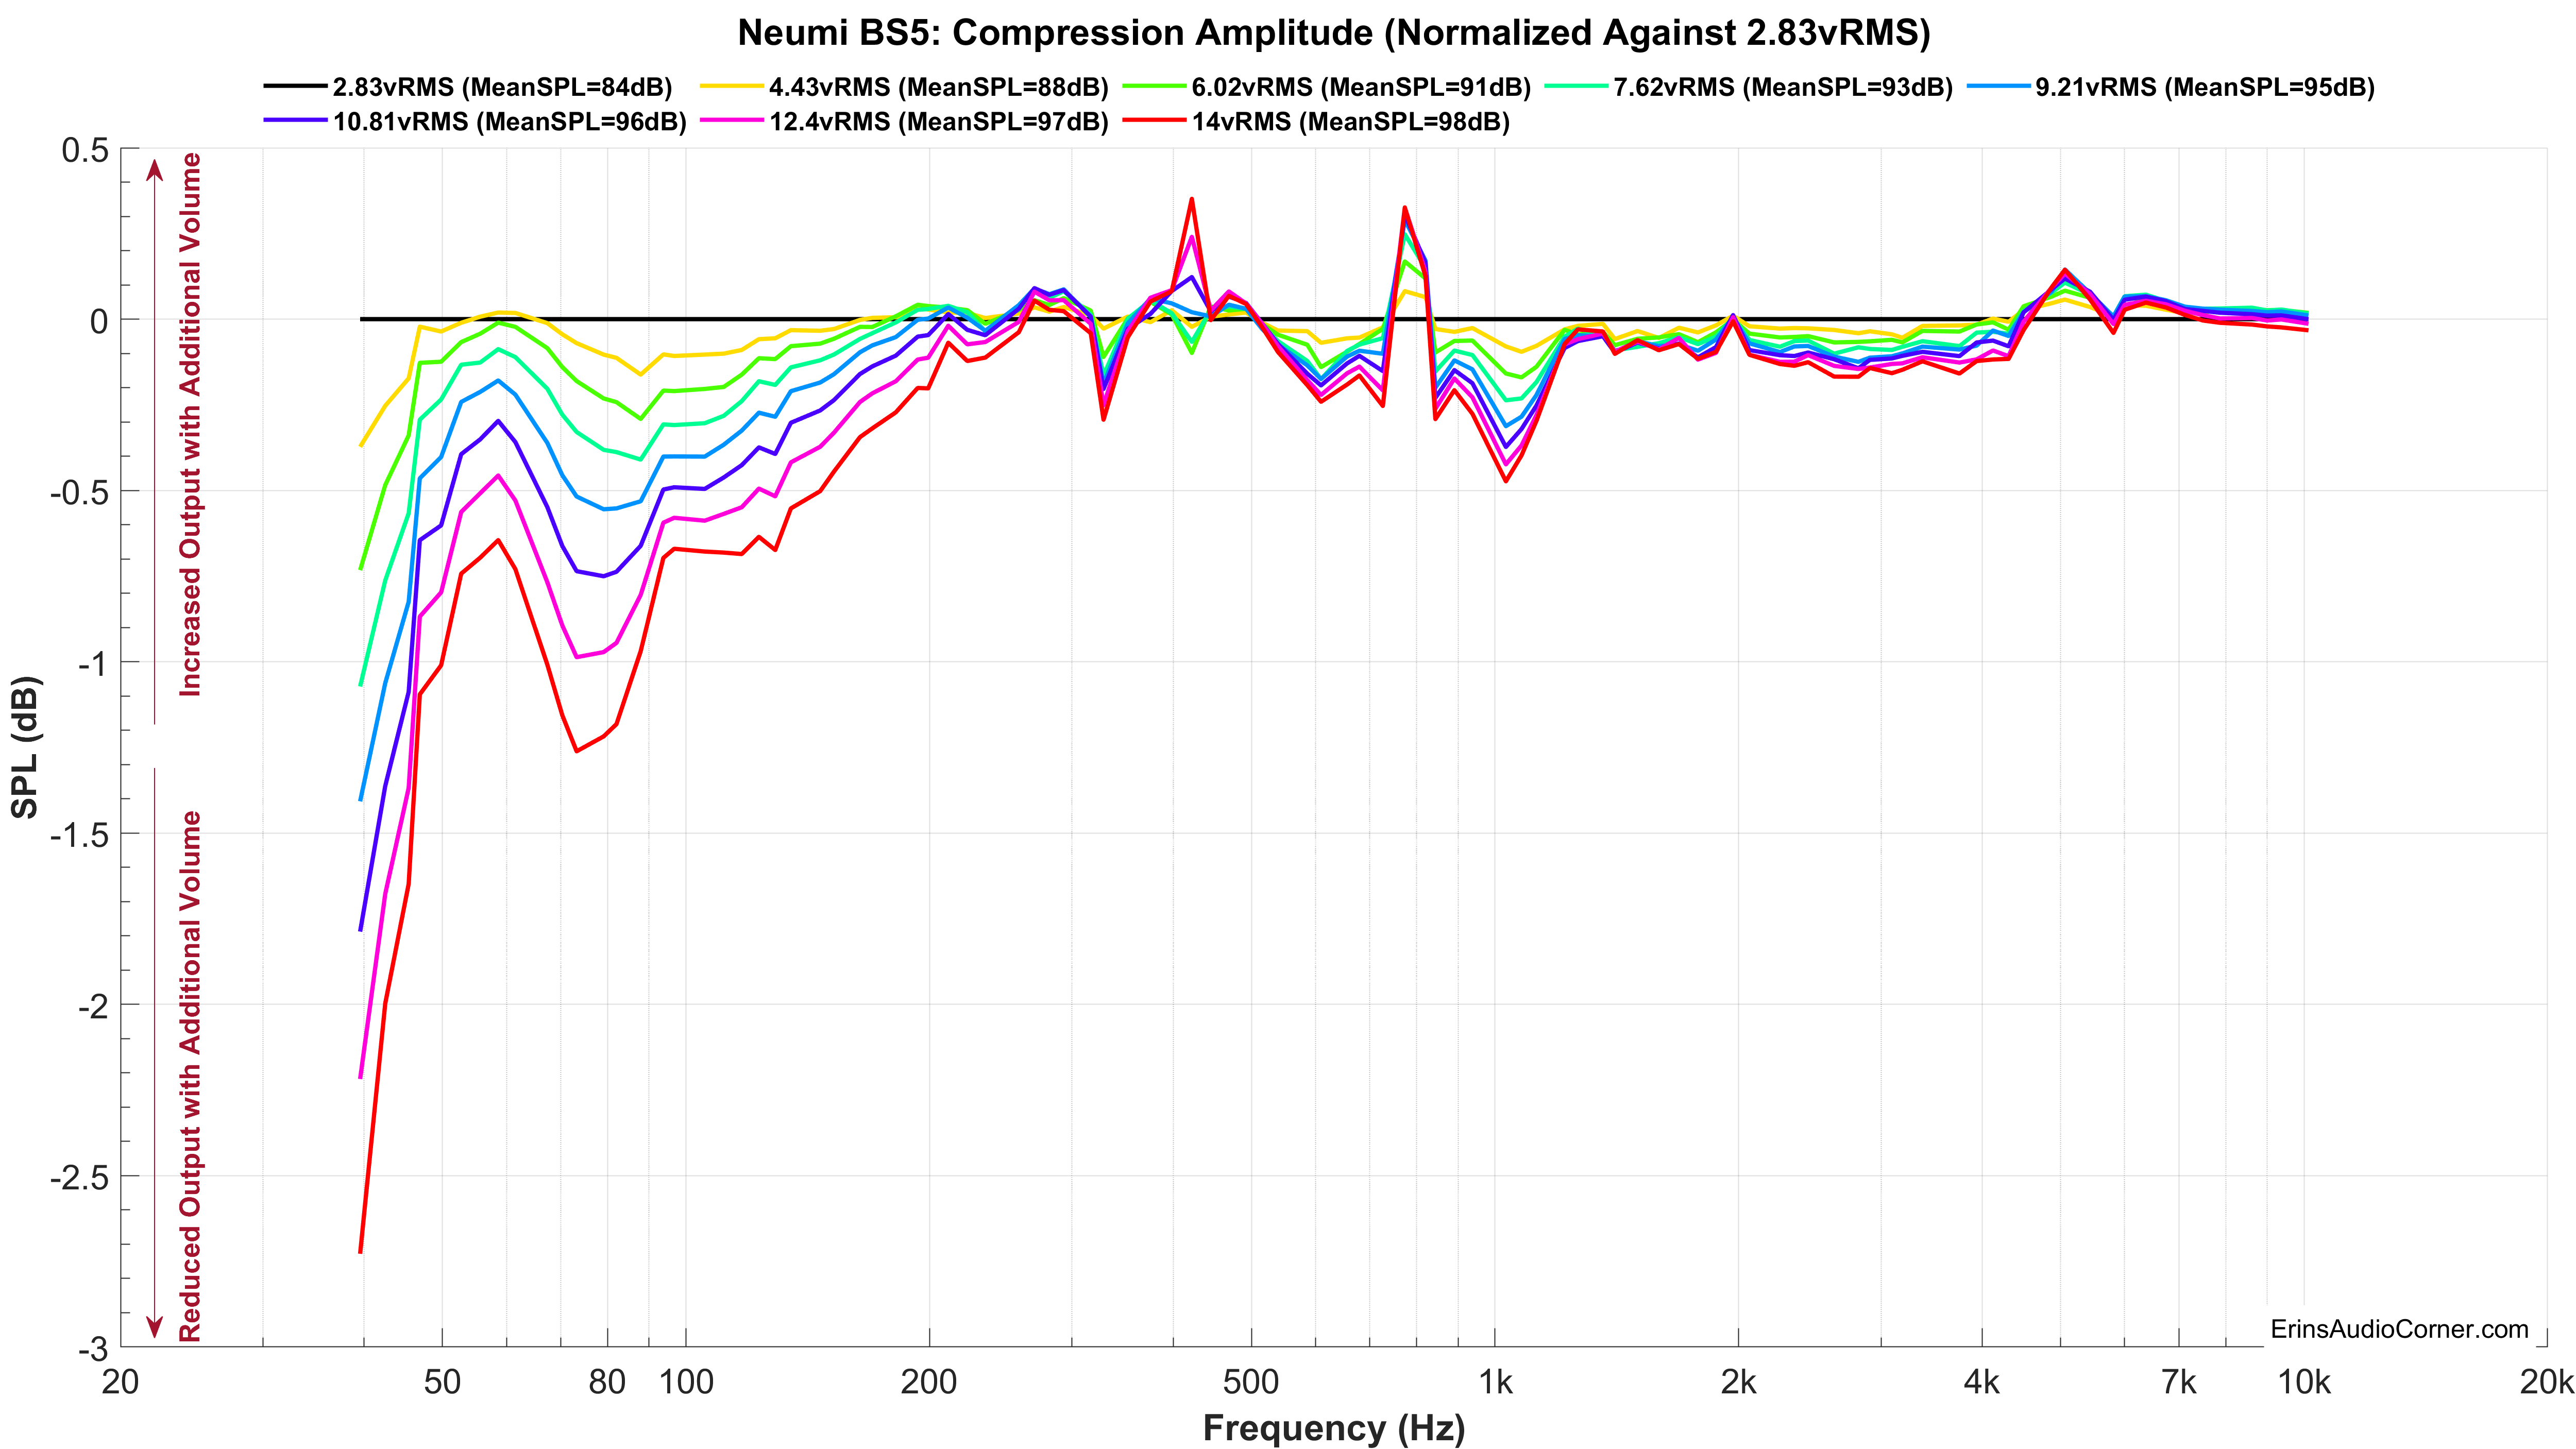 Neumi BS5: Compression Amplitude (Normalized Against 2.83vRMS)
2.83vRMS (MeanSPL=84dB) 4.43vRMS (MeanSPL=88dB) 6.02vRMS (MeanSPL=91dB) 7.62vRMS (MeanSPL=93dB) 9.21vRMS (MeanSPL=95dB)
10.81vRMS (MeanSPL=96dB) 12.4vRMS (MeanSPL=97dB) 14vRMS (MeanSPL=98dB)
SPL (dB)
0.5
0
-0.5
-1
-1.5
-2
-2.5
-3
Increased Output with Additional Volume
Reduced Output with Additional Volume
ErinsAudioCorner.com
20 50 80 100 200 500 1k 2k 4k 7k 10k 20k
Frequency (Hz)